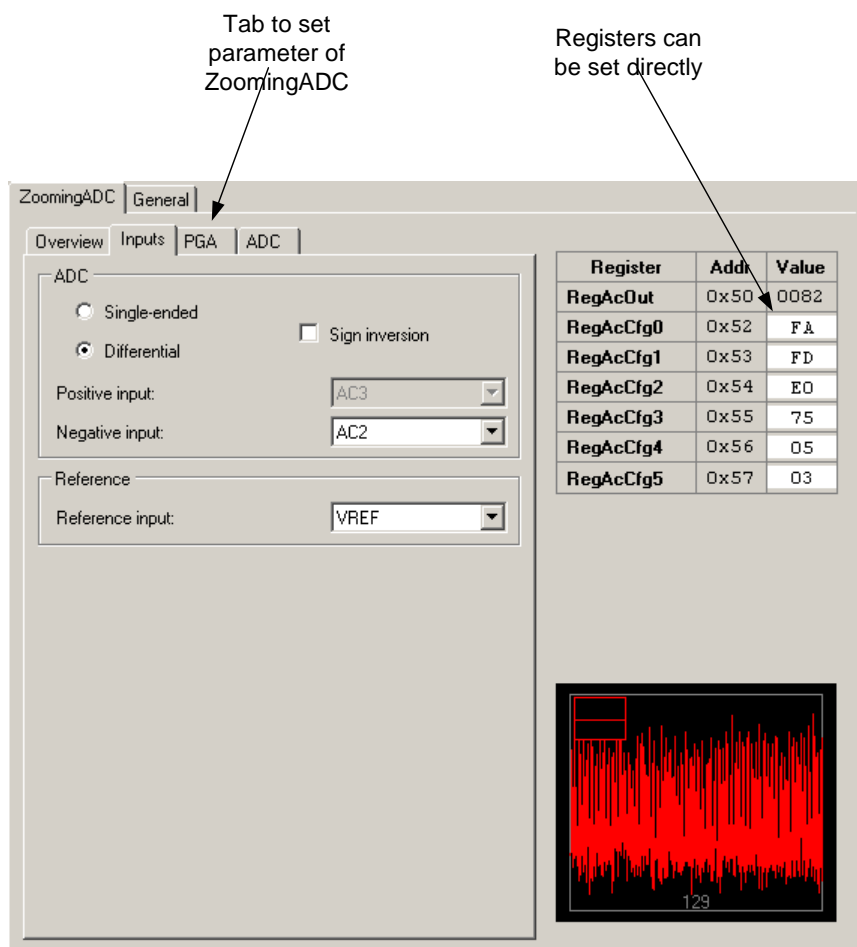 Tab to set
parameter of
ZoomingADC
Registers can
be set directly
ZoomingADC General
Overview Inputs PGA ADC
ADC
Single-ended
Differential
Sign inversion
Positive input: AC3
Negative input: AC2
Reference
Reference input: VREF
Register Addr Value
RegAcOut 0x50 0082
RegAcCfg0 0x52 FA
RegAcCfg1 0x53 FD
RegAcCfg2 0x54 E0
RegAcCfg3 0x55 75
RegAcCfg4 0x56 05
RegAcCfg5 0x57 03
129